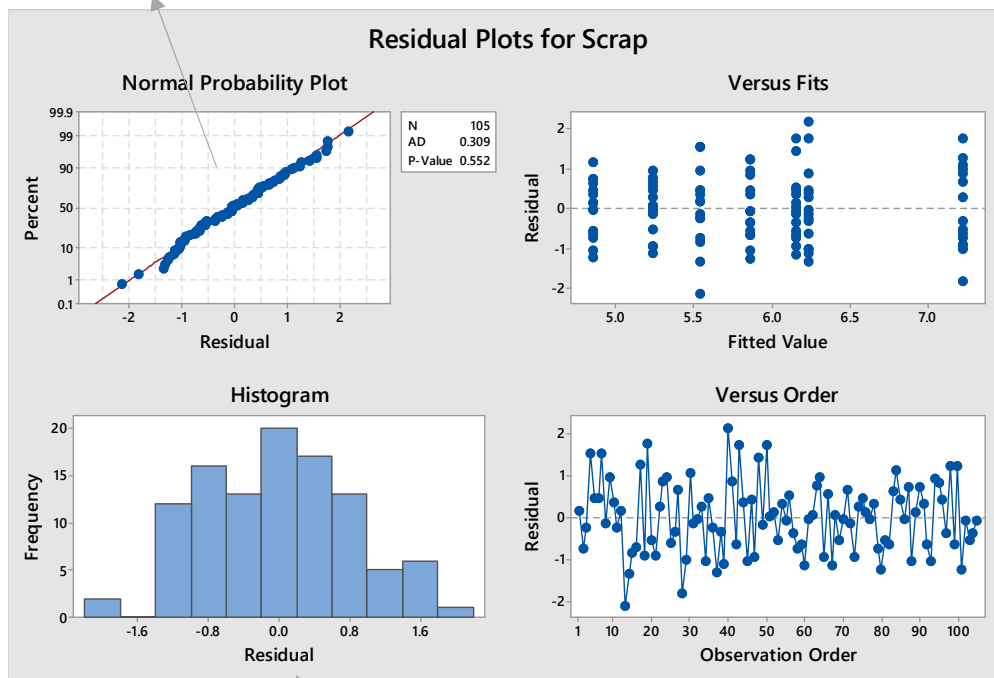 Residual Plots for Scrap
Normal Probability Plot
99.9
99
90
50
10
1
0.1
Percent
-2 -1 0 1 2
Residual
N 105
AD 0.309
P-Value 0.552
Versus Fits
2
1
0
-1
-2
Residual
5.0 5.5 6.0 6.5 7.0
Fitted Value
Histogram
20
15
10
5
0
Frequency
-1.6 -0.8 0.0 0.8 1.6
Residual
Versus Order
2
1
0
-1
-2
Residual
1 10 20 30 40 50 60 70 80 90 100
Observation Order